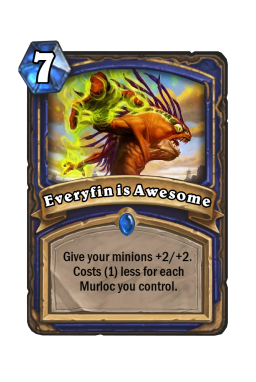 7
Everyfin is Awesome
Give your minions +2/+2.
Costs (1) less for each
Murloc you control.